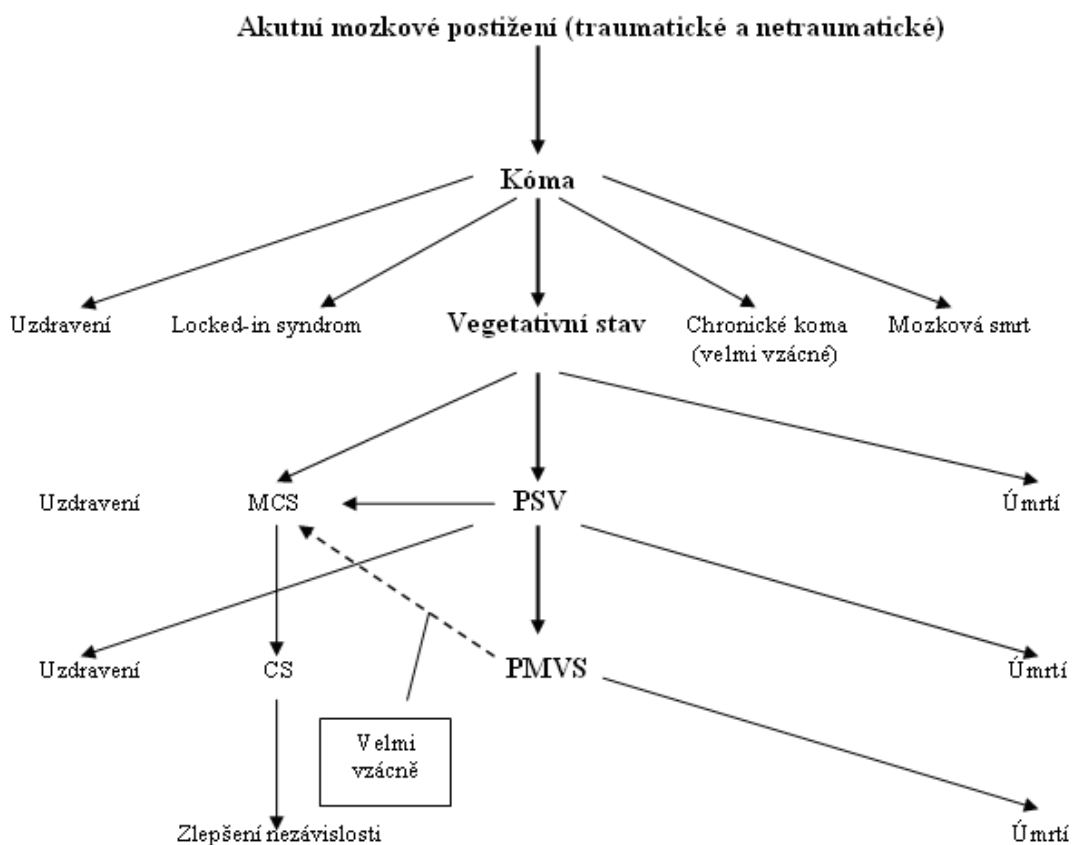 Akutní mozkové postižení (traumatické a netraumatické)
Kóma
Uzdravení
Locked-in syndrom
Vegetativní stav
Chronické koma
(velmi vzácné)
Mozková smrt
Uzdravení
MCS
PSV
Úmrtí
Uzdravení
CS
PMVS
Úmrtí
Velmi
vzácně
Zlepšení nezávislosti
Úmrtí